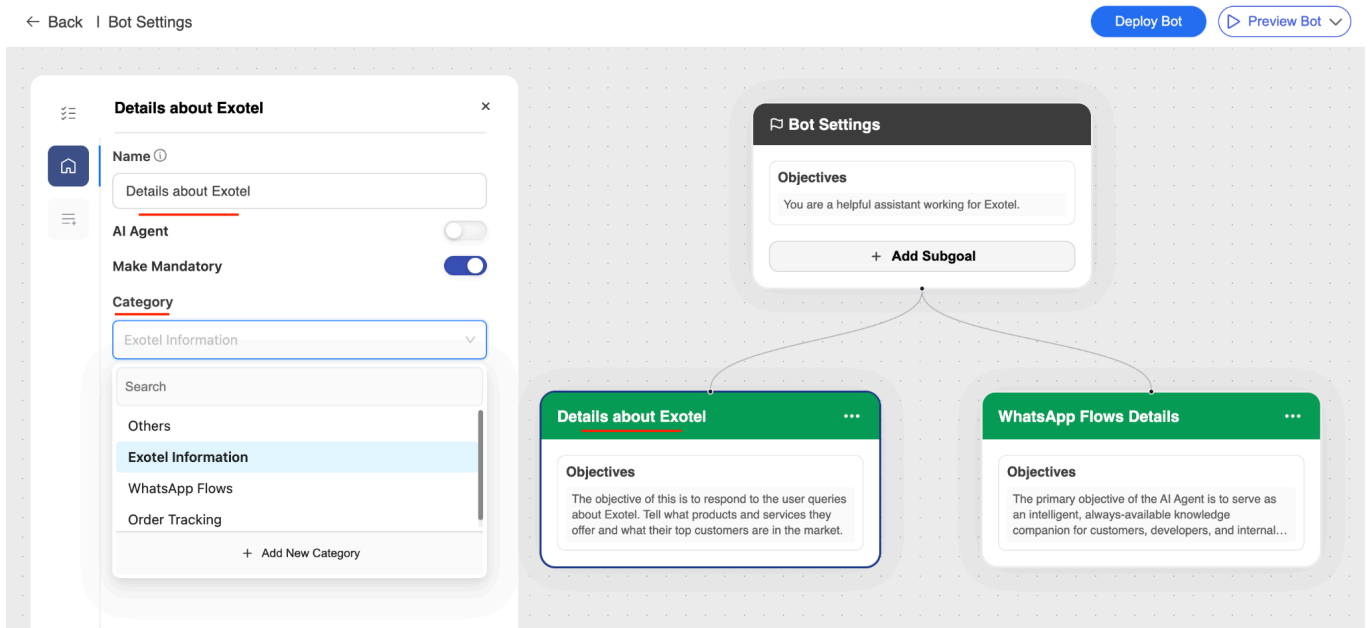 Back | Bot Settings
Deploy Bot
Preview Bot
Details about Exotel
Name
Details about Exotel
AI Agent
Make Mandatory
Category
Exotel Information
Search
Others
Exotel Information
WhatsApp Flows
Order Tracking
+ Add New Category
Bot Settings
Objectives
You are a helpful assistant working for Exotel.
+ Add Subgoal
Details about Exotel
Objectives
The objective of this is to respond to the user queries
about Exotel. Tell what products and services they
offer and what their top customers are in the market.
WhatsApp Flows Details
Objectives
The primary objective of the AI Agent is to serve as
an intelligent, always-available knowledge
companion for customers, developers, and internal...